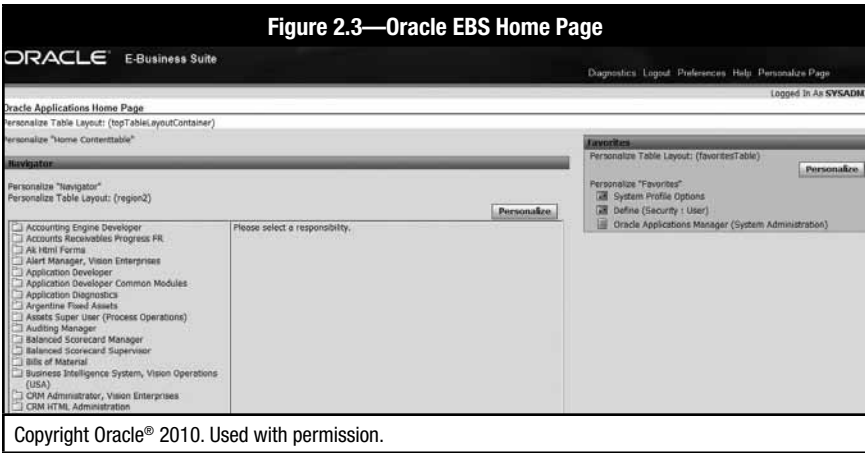 Figure 2.3—Oracle EBS Home Page
ORACLE E-Business Suite
Diagnostics Logout Preferences Help Personalize Page
Logged In As SYSADM
Oracle Applications Home Page
Personalize Table Layout: (topTableLayoutContainer)
Personalize "Home Contenttable"
Navigator
Personalize "Navigator"
Personalize Table Layout: (region2)
Personalize
Accounting Engine Developer
Accounts Receivables Progress FR
Ak Html Forms
Alert Manager, Vision Enterprises
Application Developer
Application Developer Common Modules
Application Diagnostics
Argentine Fixed Assets
Assets Super User (Process Operations)
Auditing Manager
Balanced Scorecard Manager
Balanced Scorecard Supervisor
Bills of Material
Business Intelligence System, Vision Operations
(USA)
CRM Administrator, Vision Enterprises
CRM HTML Administration
Please select a responsibility.
Favorites
Personalize Table Layout: (favoritesTable)
Personalize
Personalize "Favorites"
System Profile Options
Define (Security : User)
Oracle Applications Manager (System Administration)
Copyright Oracle® 2010. Used with permission.